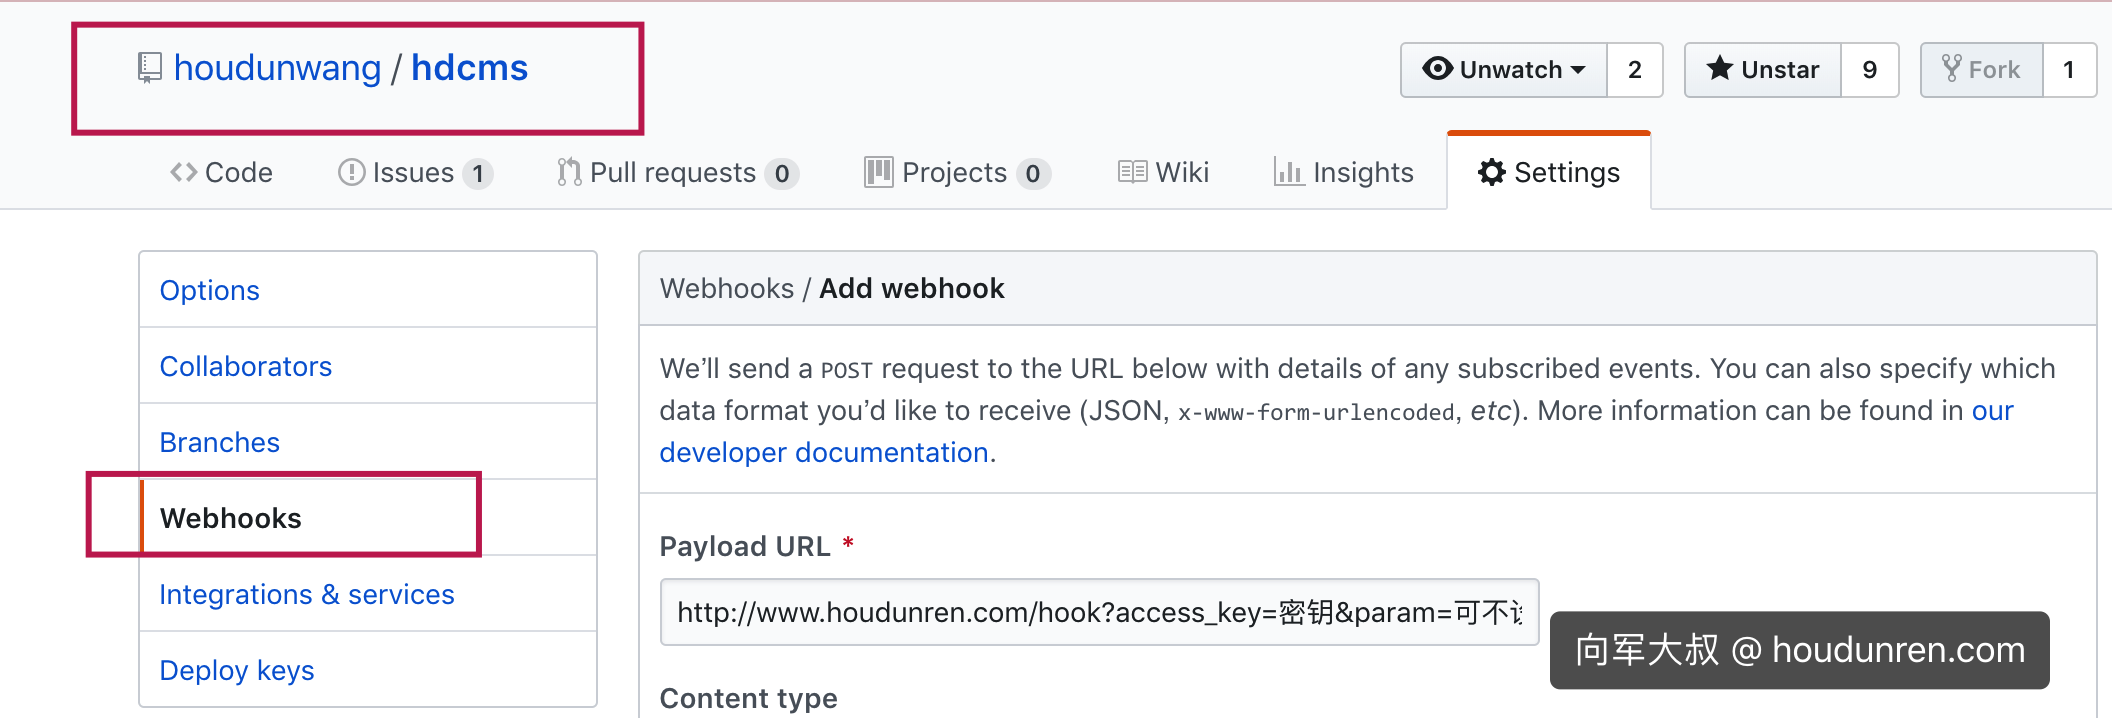 houdunwang / hdcms
Unwatch 2 Unstar 9 Fork 1
Code Issues 1 Pull requests 0 Projects 0 Wiki Insights Settings
Options
Collaborators
Branches
Webhooks
Integrations & services
Deploy keys
Webhooks / Add webhook
We’ll send a POST request to the URL below with details of any subscribed events. You can also specify which
data format you’d like to receive (JSON, x-www-form-urlencoded, etc). More information can be found in our
developer documentation.
Payload URL *
http://www.houdunren.com/hook?access_key=密钥&param=可不
向军大叔 @ houdunren.com
Content type